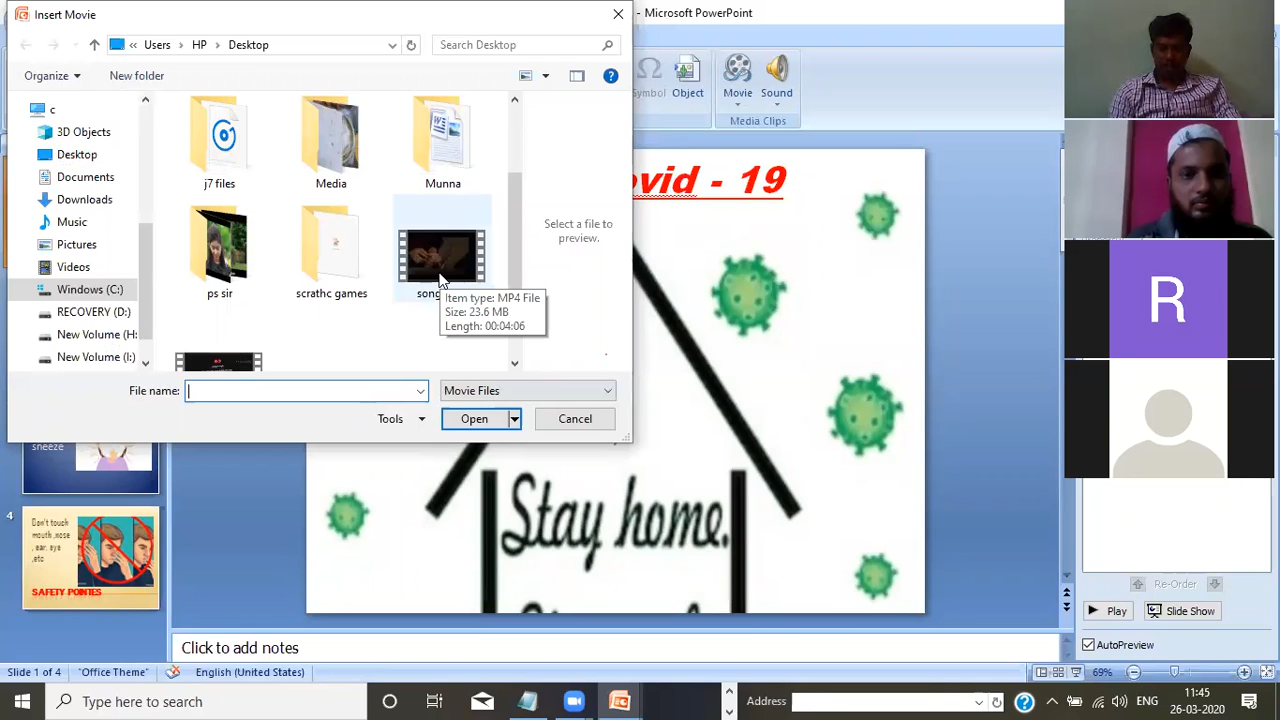 Insert Movie
- Microsoft PowerPoint
Users
HP
Desktop
Search Desktop
Organize
New folder
Symbol
Object
Movie
Sound
Media Clips
c
3D Objects
Desktop
Documents
Downloads
Music
Pictures
Videos
Windows (C:)
RECOVERY (D:)
New Volume (H:
New Volume (I:)
j7 files
Media
Munna
ps sir
scrathc games
song
Item type: MP4 File
Size: 23.6 MB
Length: 00:04:06
Select a file to
preview.
File name:
Movie Files
Tools
Open
Cancel
ovid - 19
Stay home.
sneeze
4
Don't touch
mouth ,nose
, ear, eye
,etc
SAFETY POINTES
R
Re-Order
Play
Slide Show
AutoPreview
Click to add notes
Slide 1 of 4
"Office Theme"
English (United States)
69%
Type here to search
Address
ENG
11:45
26-03-2020